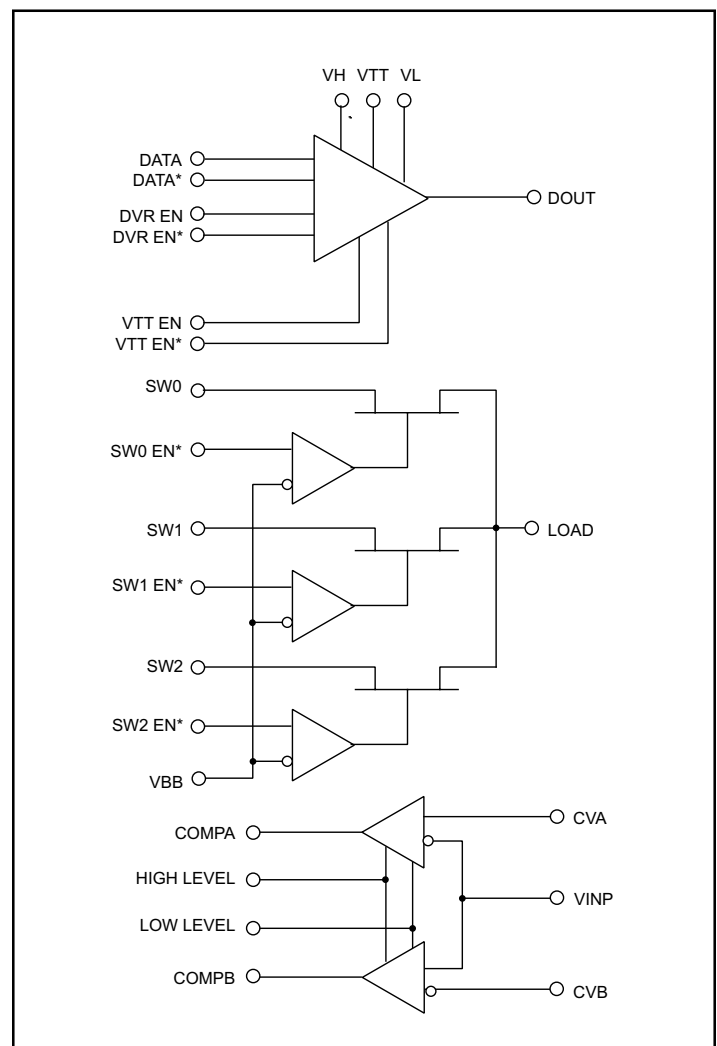 VH VTT VL
DATA
DATA*
DOUT
DVR EN
DVR EN*
VTT EN
VTT EN*
SW0
SW0 EN*
SW1
LOAD
SW1 EN*
SW2
SW2 EN*
VBB
CVA
COMPA
HIGH LEVEL
VINP
LOW LEVEL
COMPB
CVB